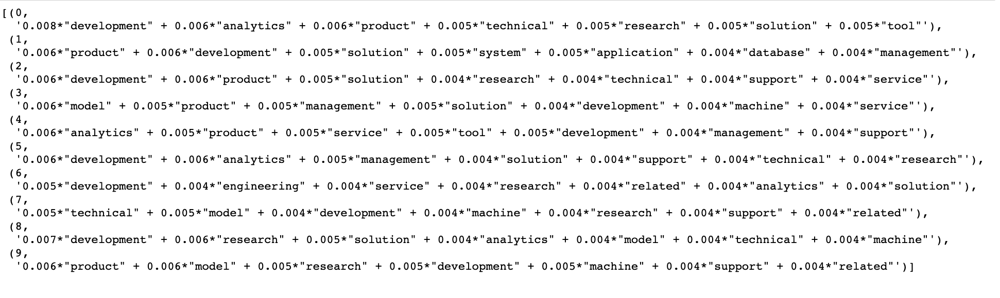 [(0,
'0.008*"development" + 0.006*"analytics" + 0.006*"product" + 0.005*"technical" + 0.005*"research" + 0.005*"solution" + 0.005*"tool"'),
(1,
'0.006*"product" + 0.006*"development" + 0.005*"solution" + 0.005*"system" + 0.005*"application" + 0.004*"database" + 0.004*"management"'),
(2,
'0.006*"development" + 0.006*"product" + 0.005*"solution" + 0.004*"research" + 0.004*"technical" + 0.004*"support" + 0.004*"service"'),
(3,
'0.006*"model" + 0.005*"product" + 0.005*"management" + 0.005*"solution" + 0.004*"development" + 0.004*"machine" + 0.004*"service"'),
(4,
'0.006*"analytics" + 0.005*"product" + 0.005*"service" + 0.005*"tool" + 0.005*"development" + 0.004*"management" + 0.004*"support"'),
(5,
'0.006*"development" + 0.006*"analytics" + 0.005*"management" + 0.004*"solution" + 0.004*"support" + 0.004*"technical" + 0.004*"research"'),
(6,
'0.005*"development" + 0.004*"engineering" + 0.004*"service" + 0.004*"research" + 0.004*"related" + 0.004*"analytics" + 0.004*"solution"'),
(7,
'0.005*"technical" + 0.005*"model" + 0.004*"development" + 0.004*"machine" + 0.004*"research" + 0.004*"support" + 0.004*"related"'),
(8,
'0.007*"development" + 0.006*"research" + 0.005*"solution" + 0.004*"analytics" + 0.004*"model" + 0.004*"technical" + 0.004*"machine"'),
(9,
'0.006*"product" + 0.006*"model" + 0.005*"research" + 0.005*"development" + 0.005*"machine" + 0.004*"support" + 0.004*"related"')]